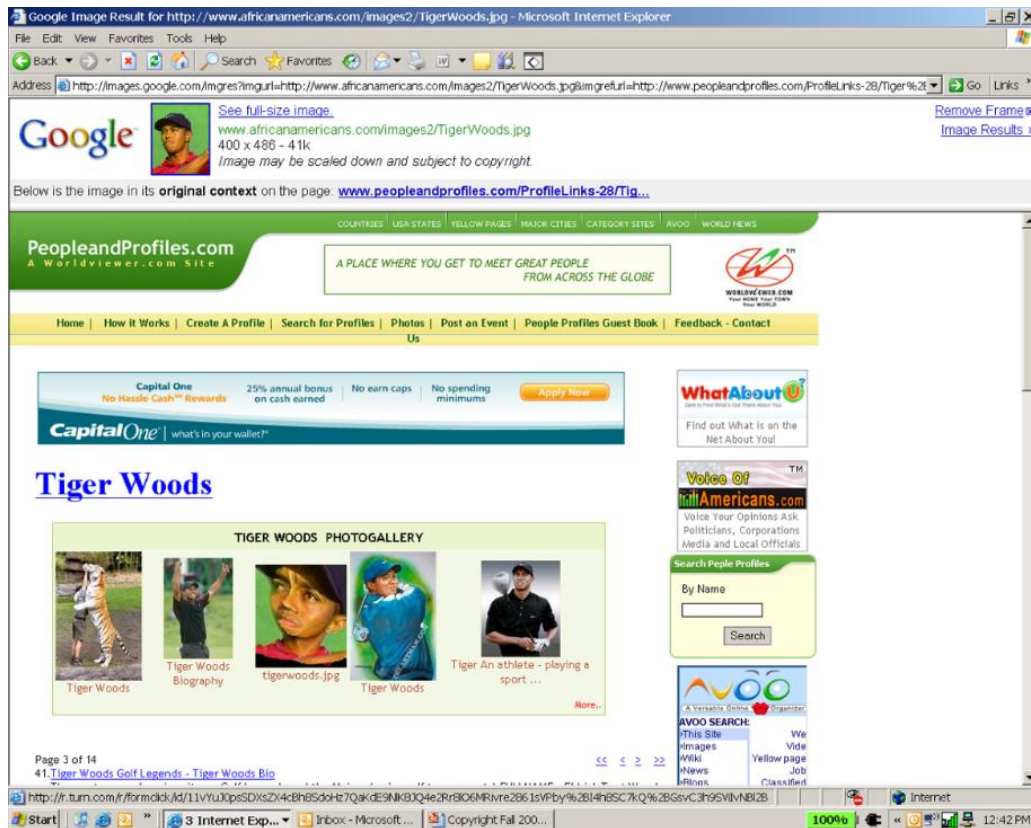 Google Image Result for http://www.africanamericans.com/images2/TigerWoods.jpg - Microsoft Internet Explorer
File Edit View Favorites Tools Help
Back Search Favorites
Address http://images.google.com/imgres?imgurl=http://www.africanamericans.com/images2/TigerWoods.jpg&imgrefurl=http://www.peopleandprofiles.com/ProfileLinks-28/Tiger%2E Go Links »
Google
See full-size image.
www.africanamericans.com/images2/TigerWoods.jpg
400 x 486 - 41k
Image may be scaled down and subject to copyright.
Remove Frame
Image Results »
Below is the image in its original context on the page: www.peopleandprofiles.com/ProfileLinks-28/Tig...
COUNTRIES USA STATES YELLOW PAGES MAJOR CITIES CATEGORY SITES AVOO WORLD NEWS
PeopleandProfiles.com
A Worldviewer.com Site
A PLACE WHERE YOU GET TO MEET GREAT PEOPLE
FROM ACROSS THE GLOBE
TM
WORLDVIEWER.COM
Your HOME Your TOWN
Your WORLD
Home | How it Works | Create A Profile | Search for Profiles | Photos | Post an Event | People Profiles Guest Book | Feedback - Contact
Us
Capital One
No Hassle Cash℠ Rewards
25% annual bonus
on cash earned
No earn caps
No spending
minimums
Apply Now
Capital One what's in your wallet?®
WhatAboutU
Find out What is on the
Net About You!
Tiger Woods
Voice Of TM
Americans.com
Voice Your Opinions Ask
Politicians, Corporations
Media and Local Officials
TIGER WOODS PHOTOGALLERY
Tiger Woods
Tiger Woods
Biography
tigerwoods.jpg
Tiger Woods
Tiger An athlete - playing a
sport ...
More..
Search Peple Profiles
By Name
Search
AVOO
A Versatile Online Organizer
AVOO SEARCH:
This Site We
Images Vide
Wiki Yellow page
News Job
Blogs Classified
Page 3 of 14
<< < > >>
41.Tiger Woods Golf Legends - Tiger Woods Bio
Internet
Start » 3 Internet Exp... Inbox - Microsoft ... Copyright Fall 200... 100% « 12:42 PM